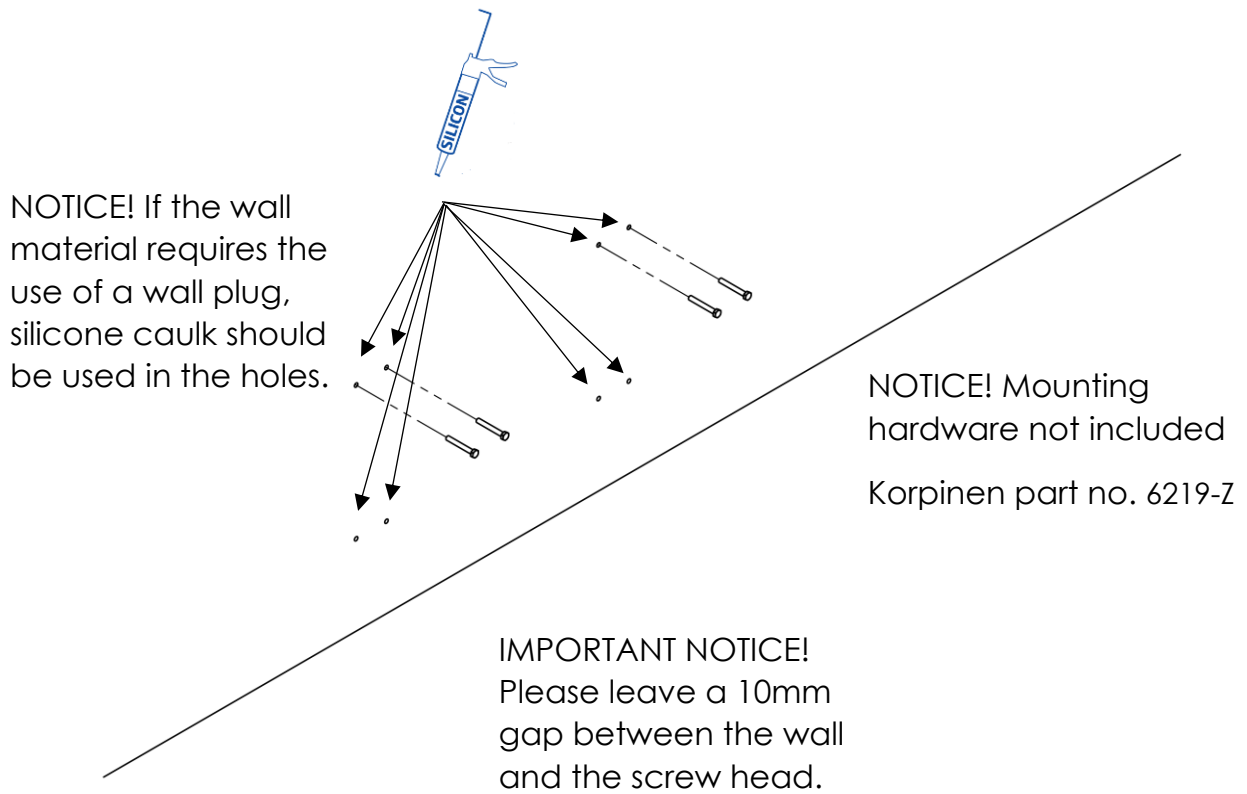 SILICON
NOTICE! If the wall
material requires the
use of a wall plug,
silicone caulk should
be used in the holes.
NOTICE! Mounting
hardware not included
Korpinen part no. 6219-Z
IMPORTANT NOTICE!
Please leave a 10mm
gap between the wall
and the screw head.